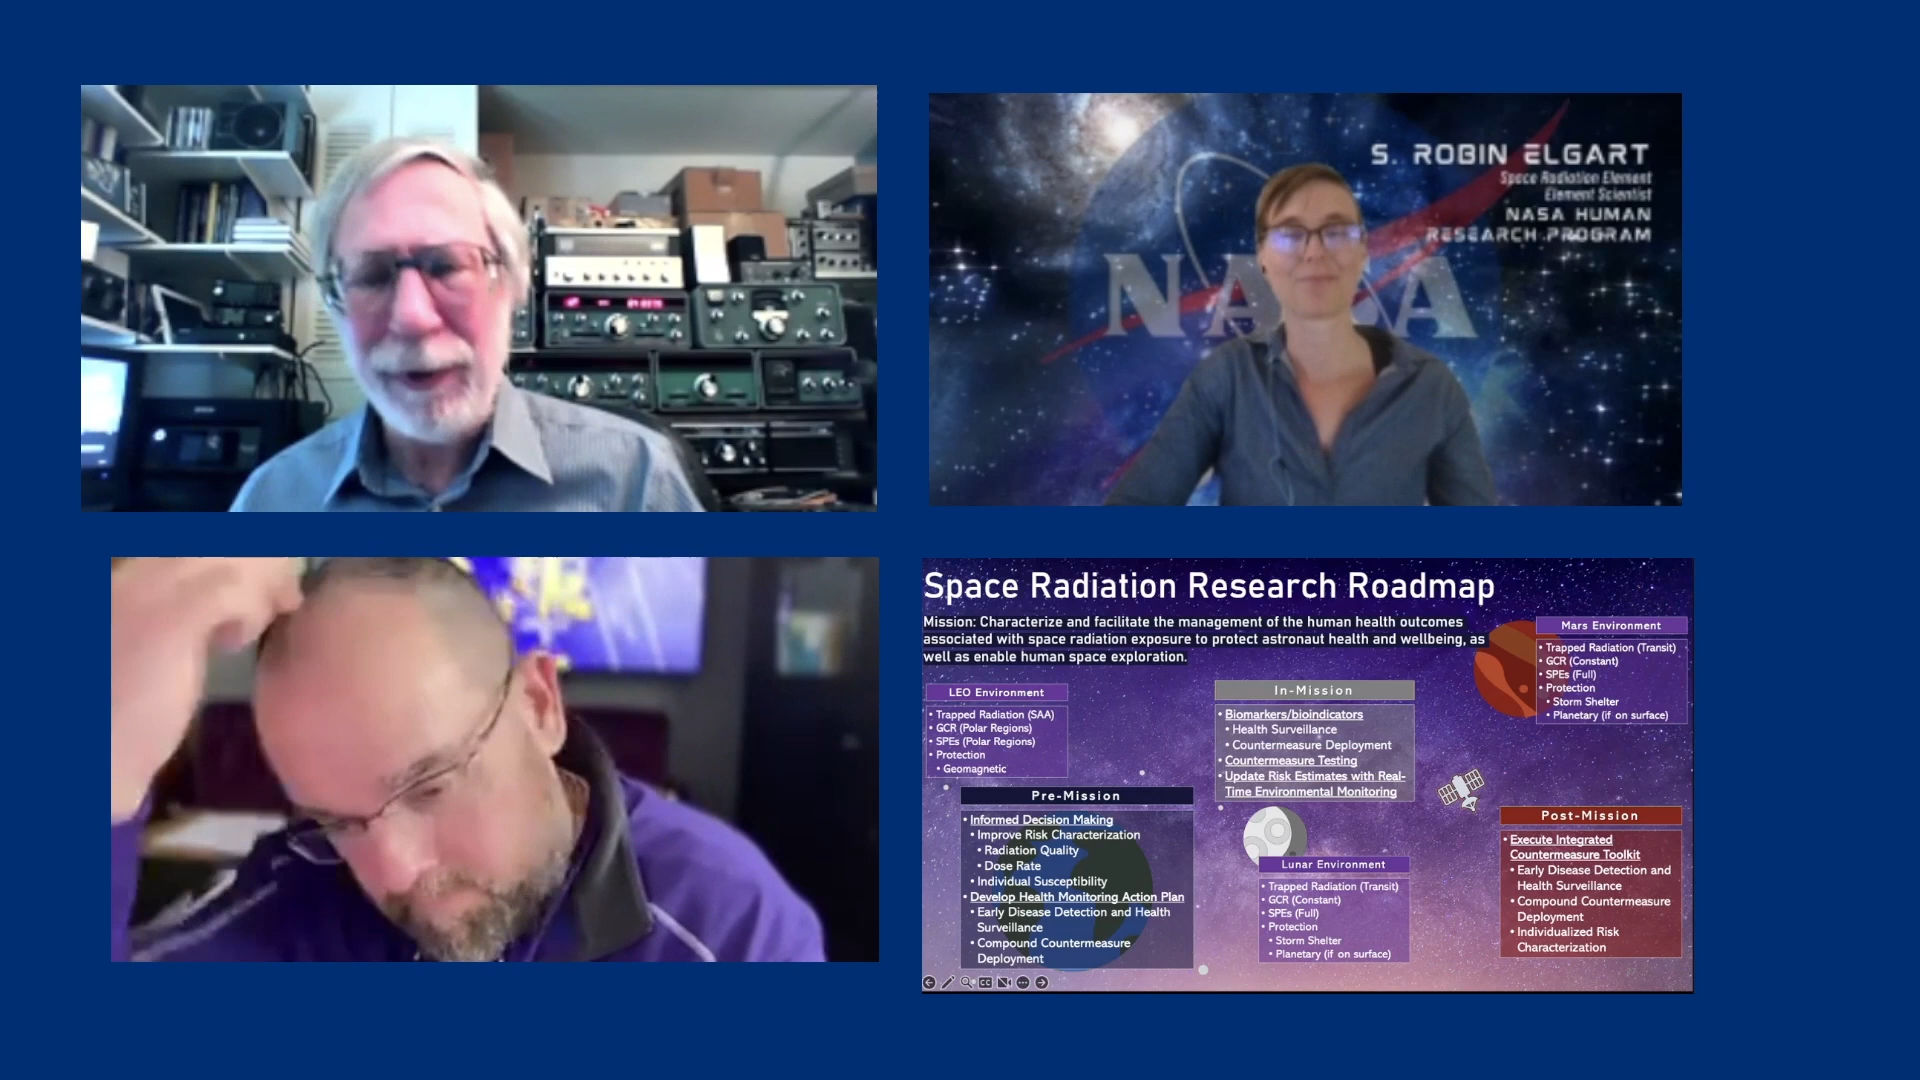 S. ROBIN ELGART
Space Radiation Element
Element Scientist
NASA HUMAN
RESEARCH PROGRAM
NASA
Space Radiation Research Roadmap
Mission: Characterize and facilitate the management of the human health outcomes
associated with space radiation exposure to protect astronaut health and wellbeing, as
well as enable human space exploration.
LEO Environment
• Trapped Radiation (SAA)
• GCR (Polar Regions)
• SPEs (Polar Regions)
• Protection
• Geomagnetic
Pre-Mission
• Informed Decision Making
• Improve Risk Characterization
• Radiation Quality
• Dose Rate
• Individual Susceptibility
• Develop Health Monitoring Action Plan
• Early Disease Detection and Health
Surveillance
• Compound Countermeasure
Deployment
In-Mission
• Biomarkers/bioindicators
• Health Surveillance
• Countermeasure Deployment
• Countermeasure Testing
• Update Risk Estimates with Real-
Time Environmental Monitoring
Lunar Environment
• Trapped Radiation (Transit)
• GCR (Constant)
• SPEs (Full)
• Protection
• Storm Shelter
• Planetary (if on surface)
Mars Environment
• Trapped Radiation (Transit)
• GCR (Constant)
• SPEs (Full)
• Protection
• Storm Shelter
• Planetary (if on surface)
Post-Mission
• Execute Integrated
Countermeasure Toolkit
• Early Disease Detection and
Health Surveillance
• Compound Countermeasure
Deployment
• Individualized Risk
Characterization
CC